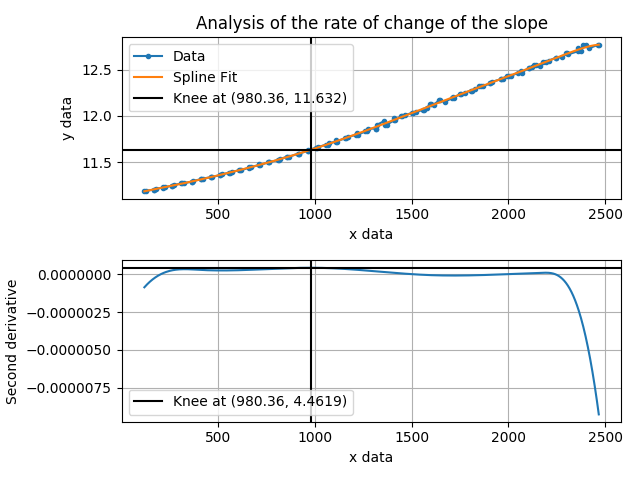 Analysis of the rate of change of the slope
Data
Spline Fit
Knee at (980.36, 11.632)
12.5
12.0
11.5
y data
500
1000
1500
2000
2500
x data
0.0000000
−0.0000025
−0.0000050
−0.0000075
Second derivative
Knee at (980.36, 4.4619)
500
1000
1500
2000
2500
x data